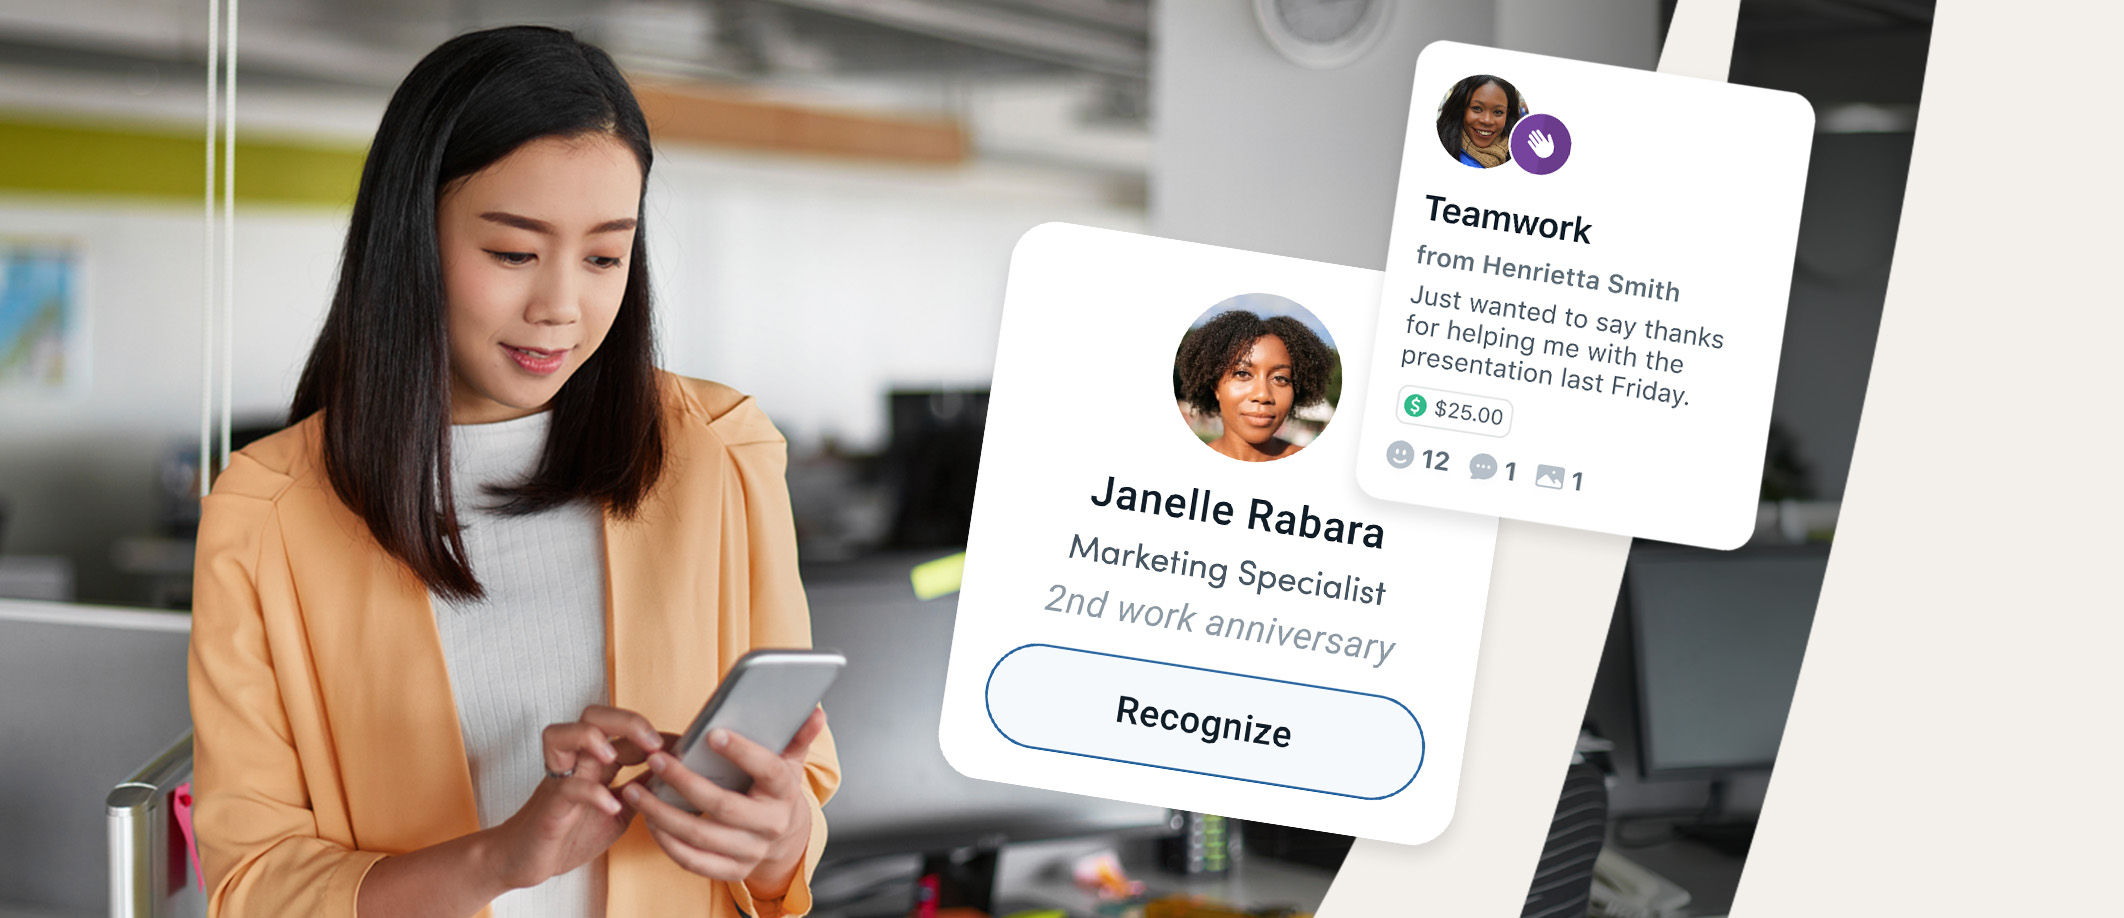 Teamwork
from Henrietta Smith
Just wanted to say thanks
for helping me with the
presentation last Friday.
$25.00
12 1 1
Janelle Rabara
Marketing Specialist
2nd work anniversary
Recognize